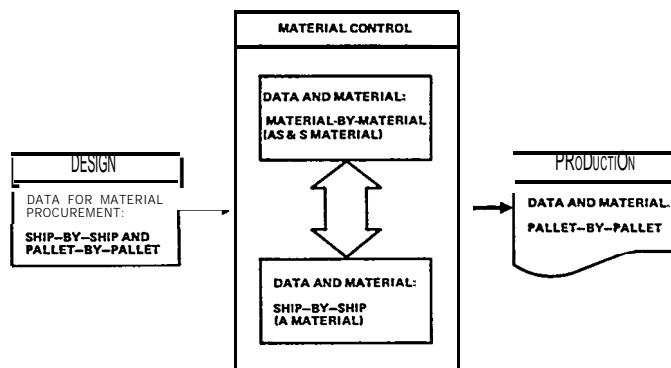 MATERIAL CONTROL
DATA AND MATERIAL:
MATERIAL-BY-MATERIAL
(AS & S MATERIAL)
DESIGN
DATA FOR MATERIAL
PROCUREMENT:
SHIP-BY-SHIP AND
PALLET-BY-PALLET
DATA AND MATERIAL:
SHIP-BY-SHIP
(A MATERIAL)
PRoDuctiOn
DATA AND MATERIAL.
PALLET-BY-PALLET